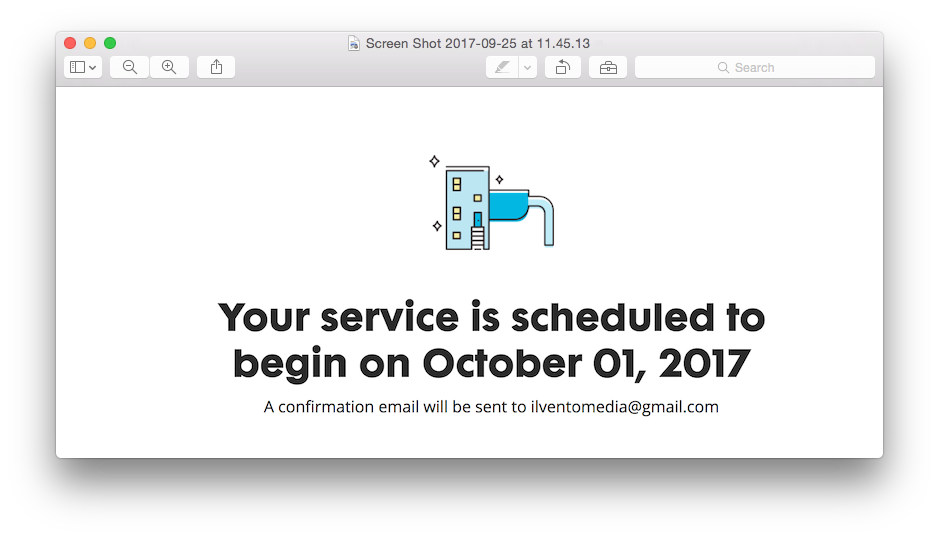 Screen Shot 2017-09-25 at 11.45.13
Search
Your service is scheduled to
begin on October 01, 2017
A confirmation email will be sent to ilventomedia@gmail.com